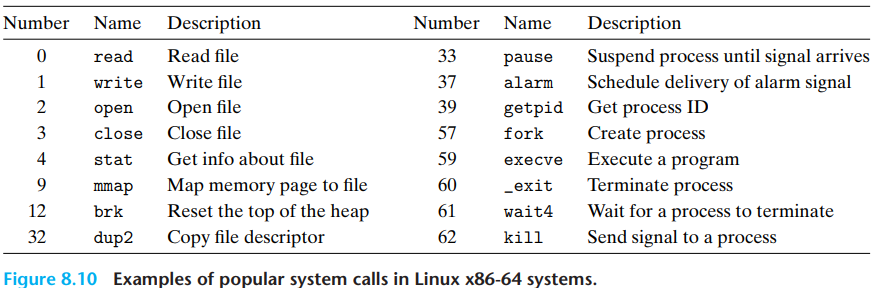 Number Name Description Number Name Description
0 read Read file 33 pause Suspend process until signal arrives
1 write Write file 37 alarm Schedule delivery of alarm signal
2 open Open file 39 getpid Get process ID
3 close Close file 57 fork Create process
4 stat Get info about file 59 execve Execute a program
9 mmap Map memory page to file 60 _exit Terminate process
12 brk Reset the top of the heap 61 wait4 Wait for a process to terminate
32 dup2 Copy file descriptor 62 kill Send signal to a process
Figure 8.10 Examples of popular system calls in Linux x86-64 systems.